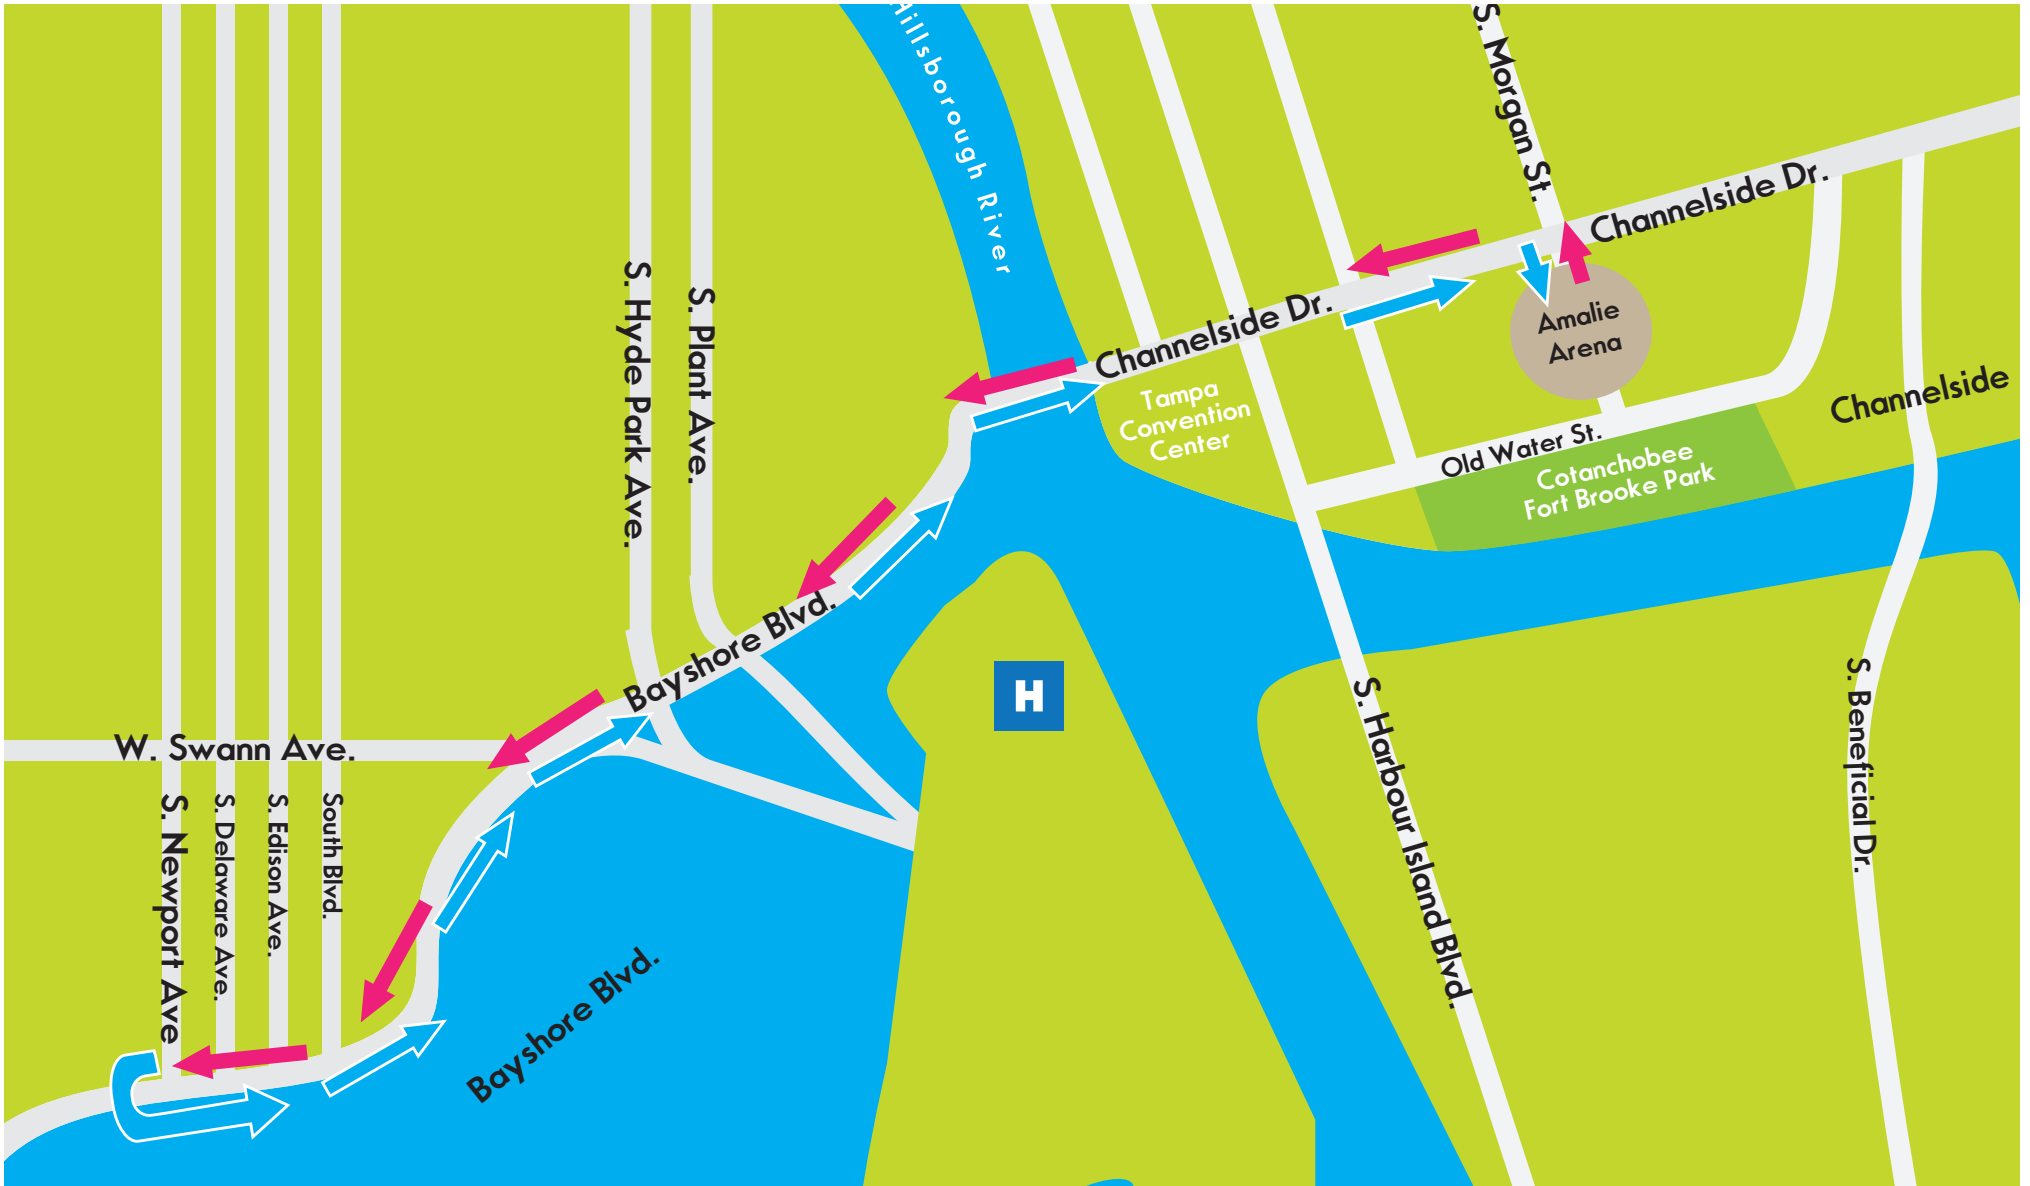 Hillsborough River
S. Morgan St.
Channelside Dr.
S. Hyde Park Ave.
S. Plant Ave.
Channelside Dr.
Amalie
Arena
Tampa
Convention
Center
Channelside
Old Water St.
Cotanchobee
Fort Brooke Park
Bayshore Blvd.
H
W. Swann Ave.
S. Newport Ave
S. Delaware Ave.
S. Edison Ave.
South Blvd.
S. Harbour Island Blvd.
S. Beneficial Dr.
Bayshore Blvd.